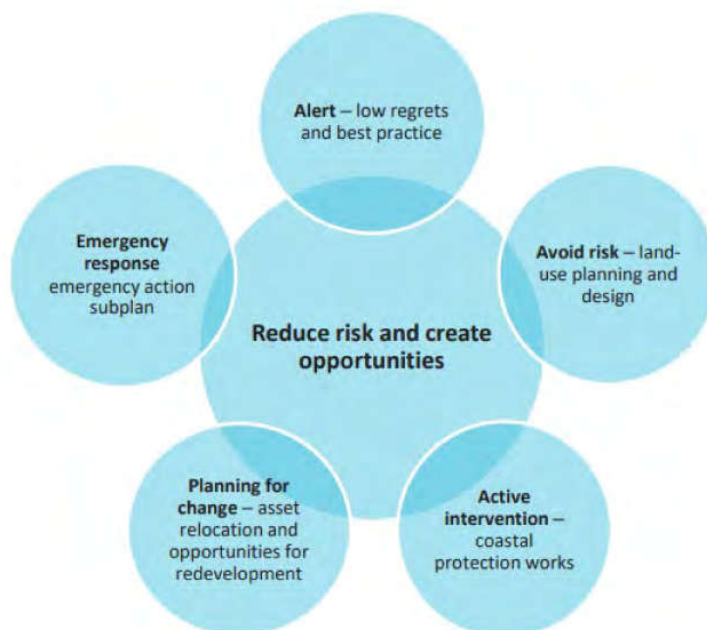 Alert – low regrets
and best practice
Emergency
response
emergency action
subplan
Avoid risk – land-
use planning and
design
Reduce risk and create
opportunities
Planning for
change – asset
relocation and
opportunities for
redevelopment
Active
intervention –
coastal
protection works